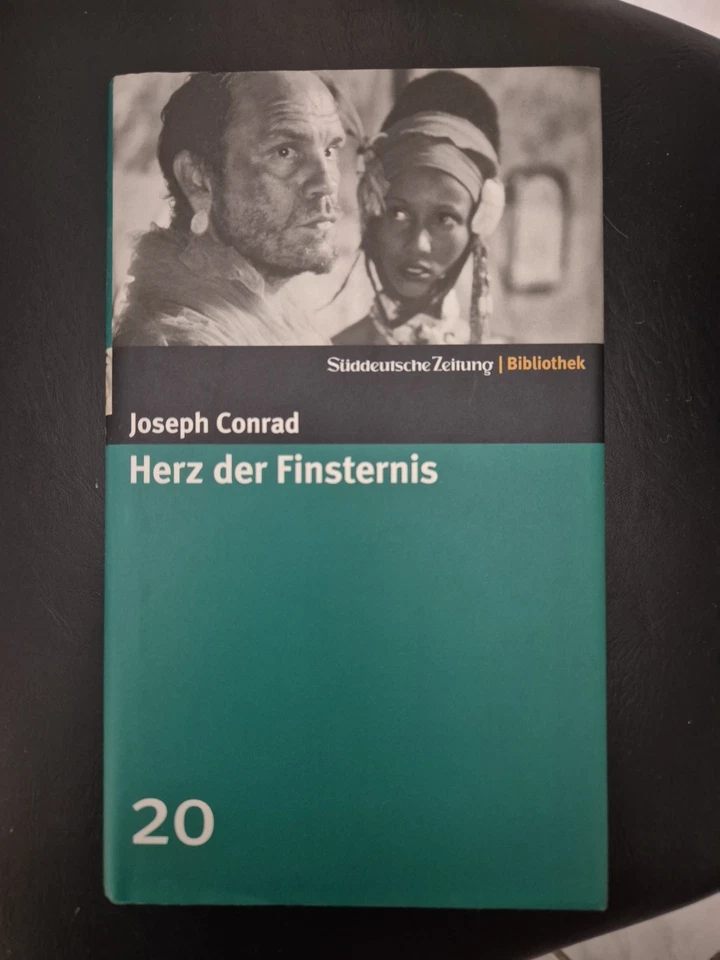 Süddeutsche Zeitung | Bibliothek
Joseph Conrad
Herz der Finsternis
20